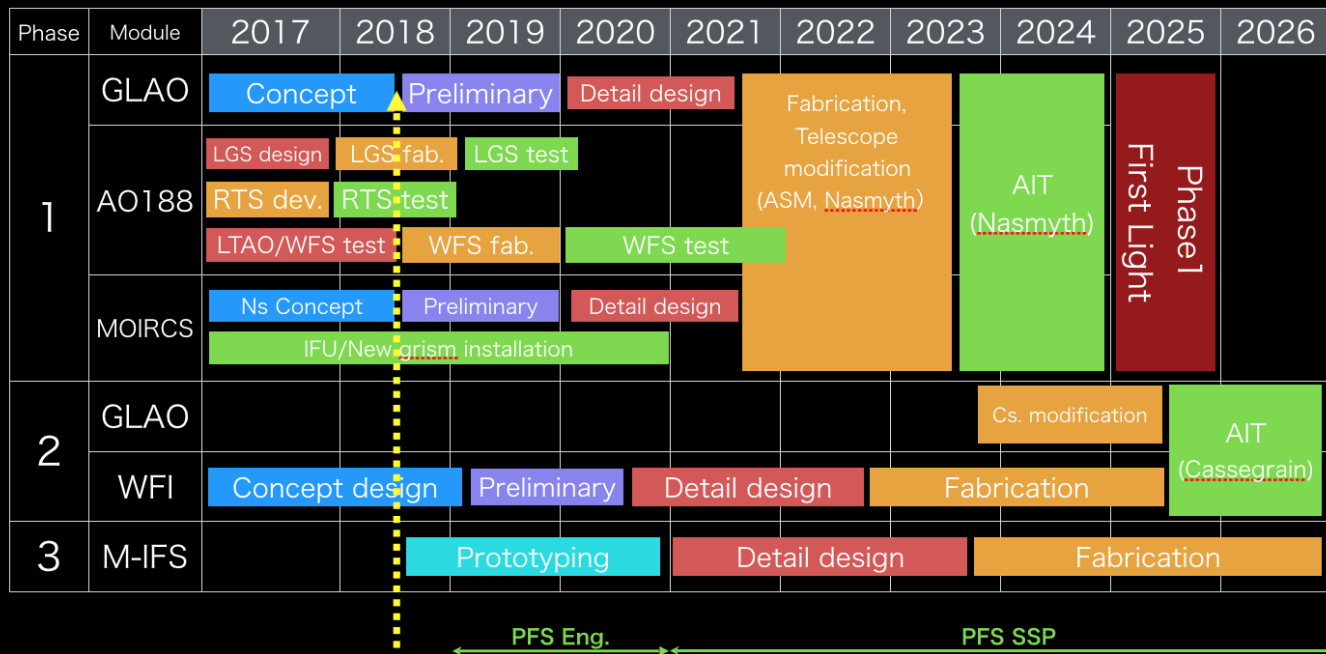 Phase Module 2017 2018 2019 2020 2021 2022 2023 2024 2025 2026
1
GLAO
Concept
Preliminary
Detail design
Fabrication,
Telescope
modification
(ASM, Nasmyth)
AIT
(Nasmyth)
Phase1
First Light
AO188
LGS design
LGS fab.
LGS test
RTS dev.
RTS test
LTAO/WFS test
WFS fab.
WFS test
MOIRCS
Ns Concept
Preliminary
Detail design
IFU/New grism installation
2
GLAO
Cs. modification
AIT
(Cassegrain)
WFI
Concept design
Preliminary
Detail design
Fabrication
3
M-IFS
Prototyping
Detail design
Fabrication
PFS Eng.
PFS SSP